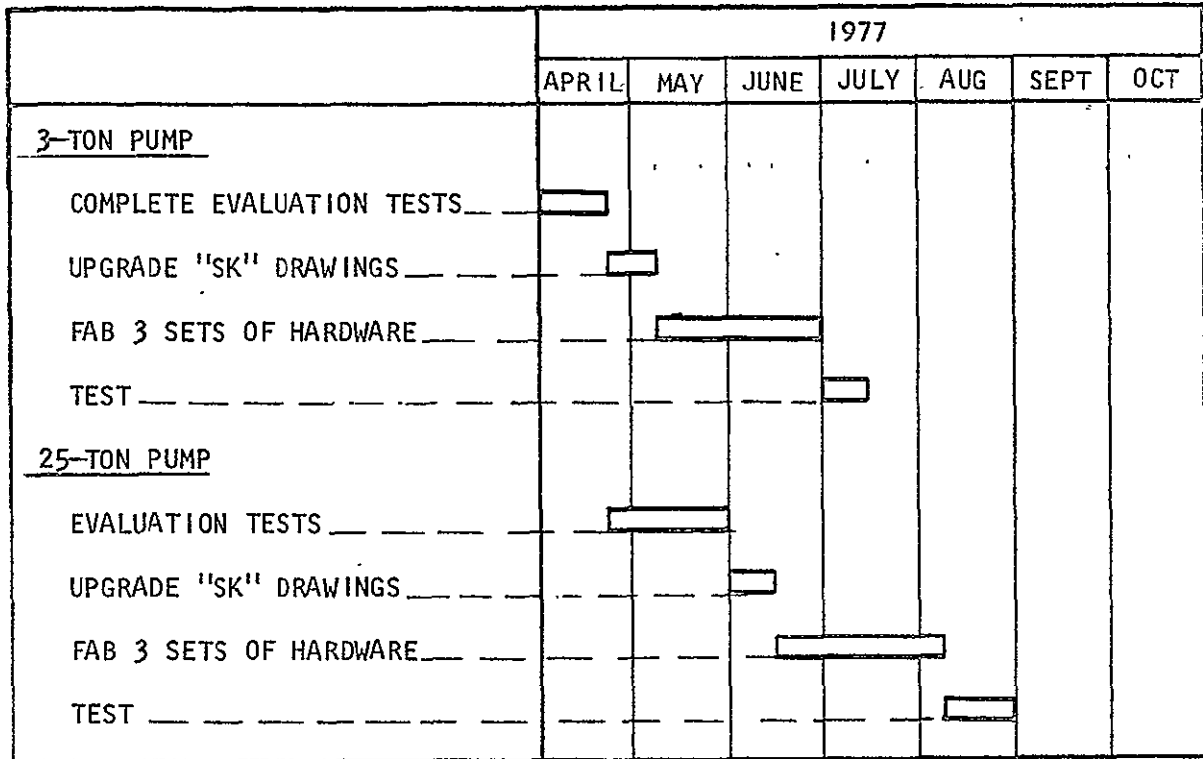 1977
APRIL MAY JUNE JULY AUG SEPT OCT
3-TON PUMP
COMPLETE EVALUATION TESTS
UPGRADE "SK" DRAWINGS
FAB 3 SETS OF HARDWARE
TEST
25-TON PUMP
EVALUATION TESTS
UPGRADE "SK" DRAWINGS
FAB 3 SETS OF HARDWARE
TEST